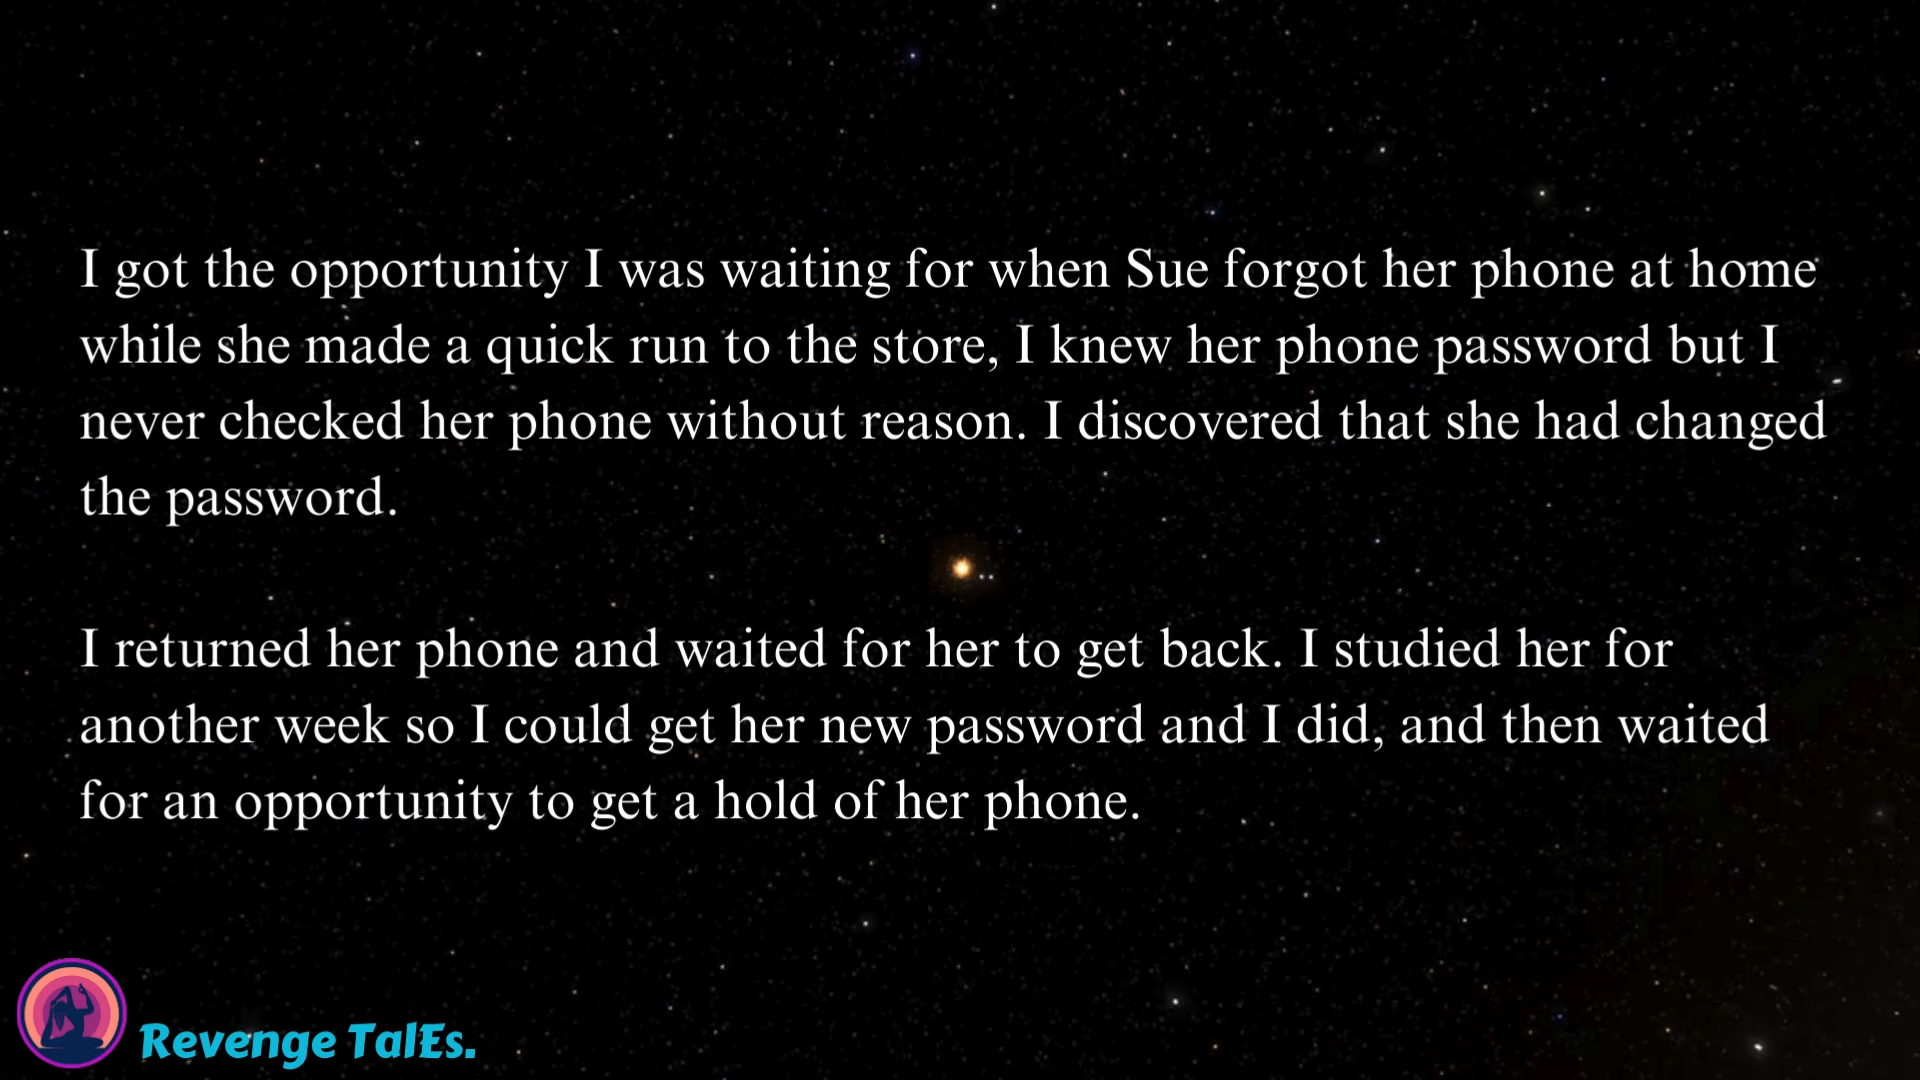 I got the opportunity I was waiting for when Sue forgot her phone at home
while she made a quick run to the store, I knew her phone password but I
never checked her phone without reason. I discovered that she had changed
the password.
I returned her phone and waited for her to get back. I studied her for
another week so I could get her new password and I did, and then waited
for an opportunity to get a hold of her phone.
Revenge TalEs.